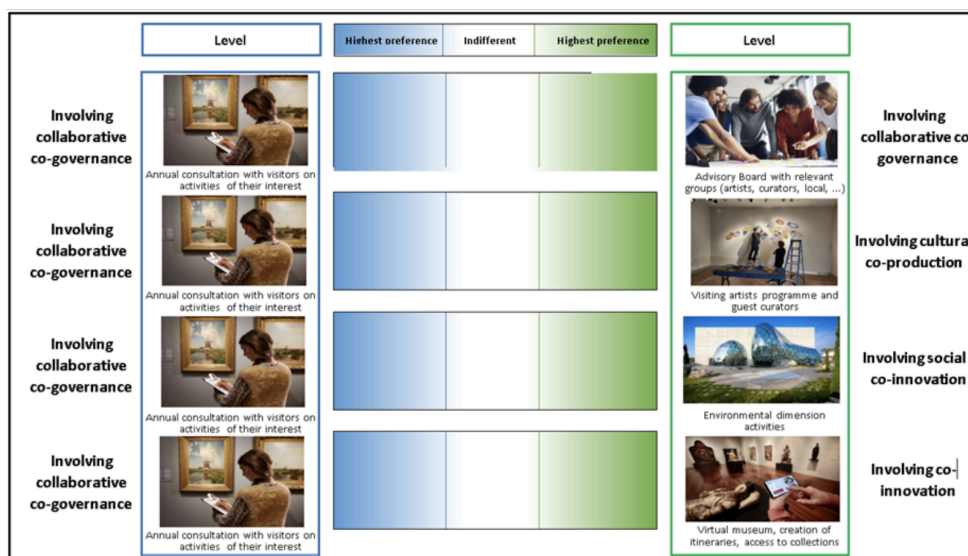 Level
Highest preference
Indifferent
Highest preference
Level
Involving
collaborative
co-governance
Annual consultation with visitors on
activities of their interest
Advisory Board with relevant
groups (artists, curators, local, ...)
Involving
collaborative co
governance
Involving
collaborative
co-governance
Annual consultation with visitors on
activities of their interest
Visiting artists programme and
guest curators
Involving cultura
co-production
Involving
collaborative
co-governance
Annual consultation with visitors on
activities of their interest
Environmental dimension
activities
Involving social
co-innovation
Involving
collaborative
co-governance
Annual consultation with visitors on
activities of their interest
Virtual museum, creation of
itineraries, access to collections
Involving co-
innovation